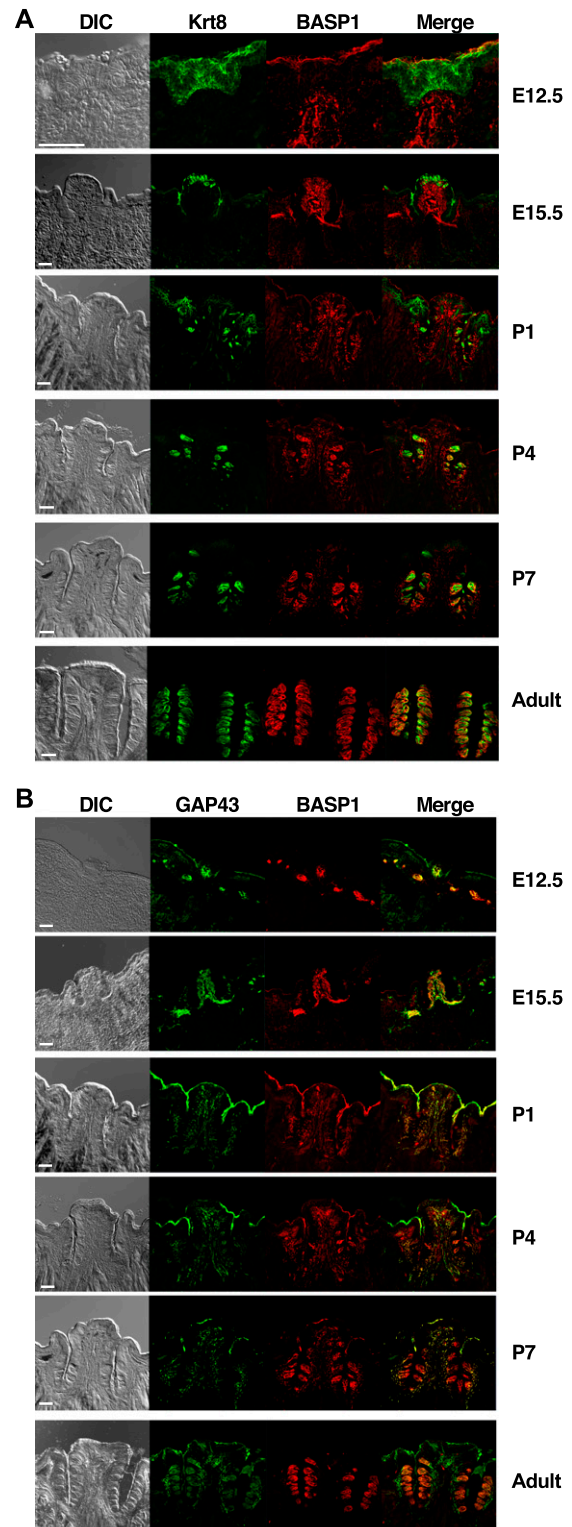 A
DIC Krt8 BASP1 Merge
E12.5
E15.5
P1
P4
P7
Adult
B
DIC GAP43 BASP1 Merge
E12.5
E15.5
P1
P4
P7
Adult